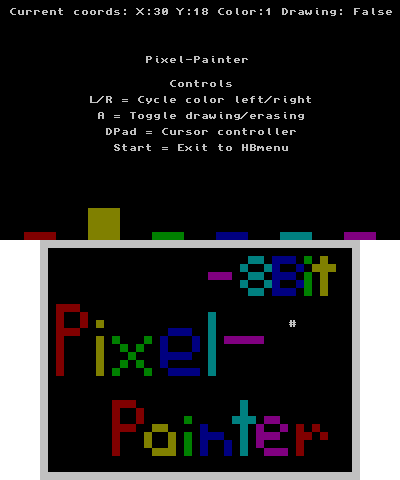 Current coords: X:30 Y:18 Color:1 Drawing: False
Pixel-Painter
Controls
L/R = Cycle color left/right
A = Toggle drawing/erasing
DPad = Cursor controller
Start = Exit to HBmenu
-8Bit
#
Pixel-
Painter